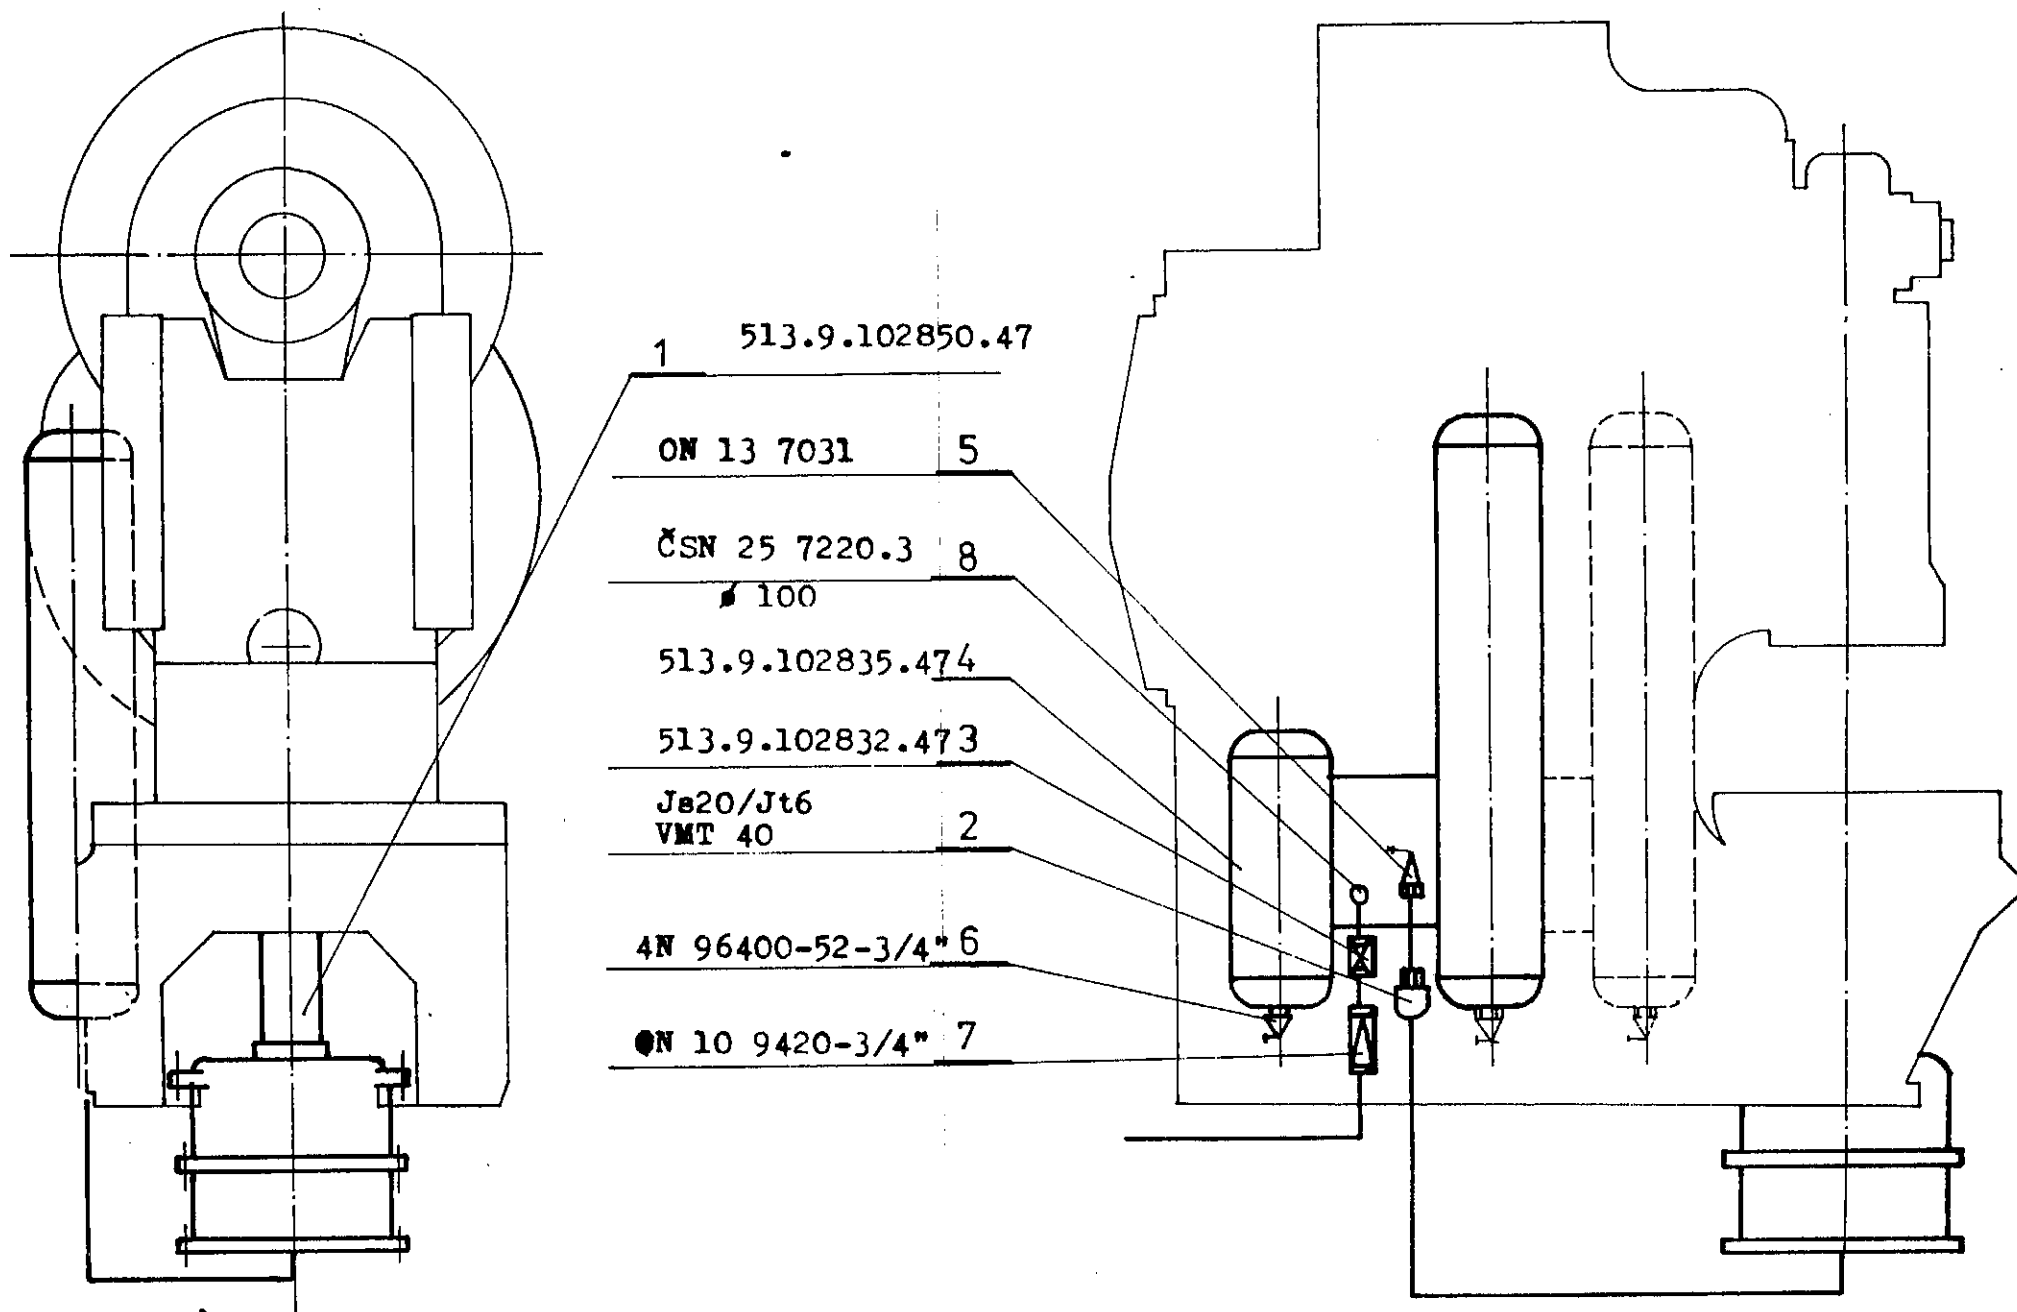 1 513.9.102850.47
ON 13 7031 5
ČSN 25 7220.3 8
ø 100
513.9.102835.47 4
513.9.102832.47 3
Js20/Jt6
VMT 40 2
4N 96400-52-3/4" 6
ON 10 9420-3/4" 7